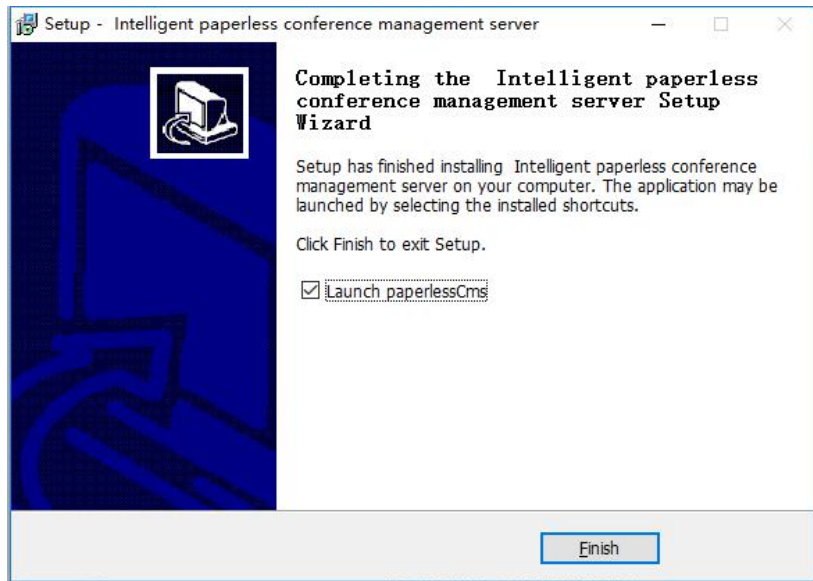 Setup - Intelligent paperless conference management server
Completing the Intelligent paperless
conference management server Setup
Wizard
Setup has finished installing Intelligent paperless conference
management server on your computer. The application may be
launched by selecting the installed shortcuts.
Click Finish to exit Setup.
Launch paperlessCms
Finish